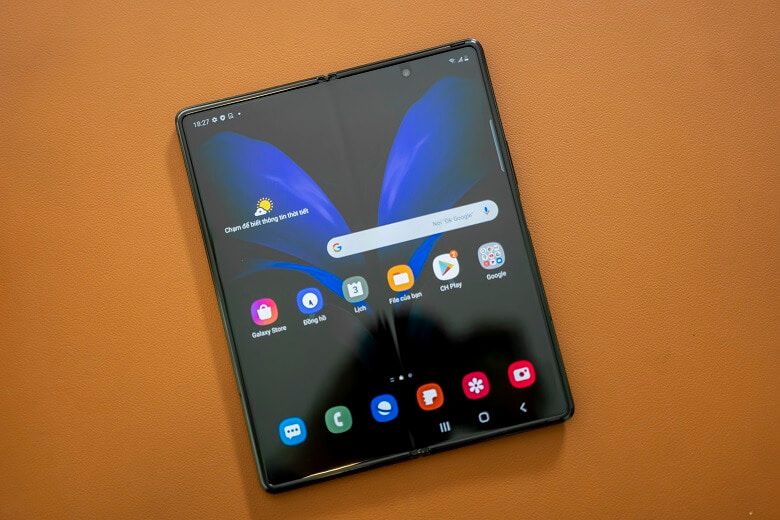 18:27
Chạm để biết thông tin thời tiết
Nói "Ok Google"
Galaxy Store
Đồng hồ
3
Lịch
File của bạn
1
CH Play
Google